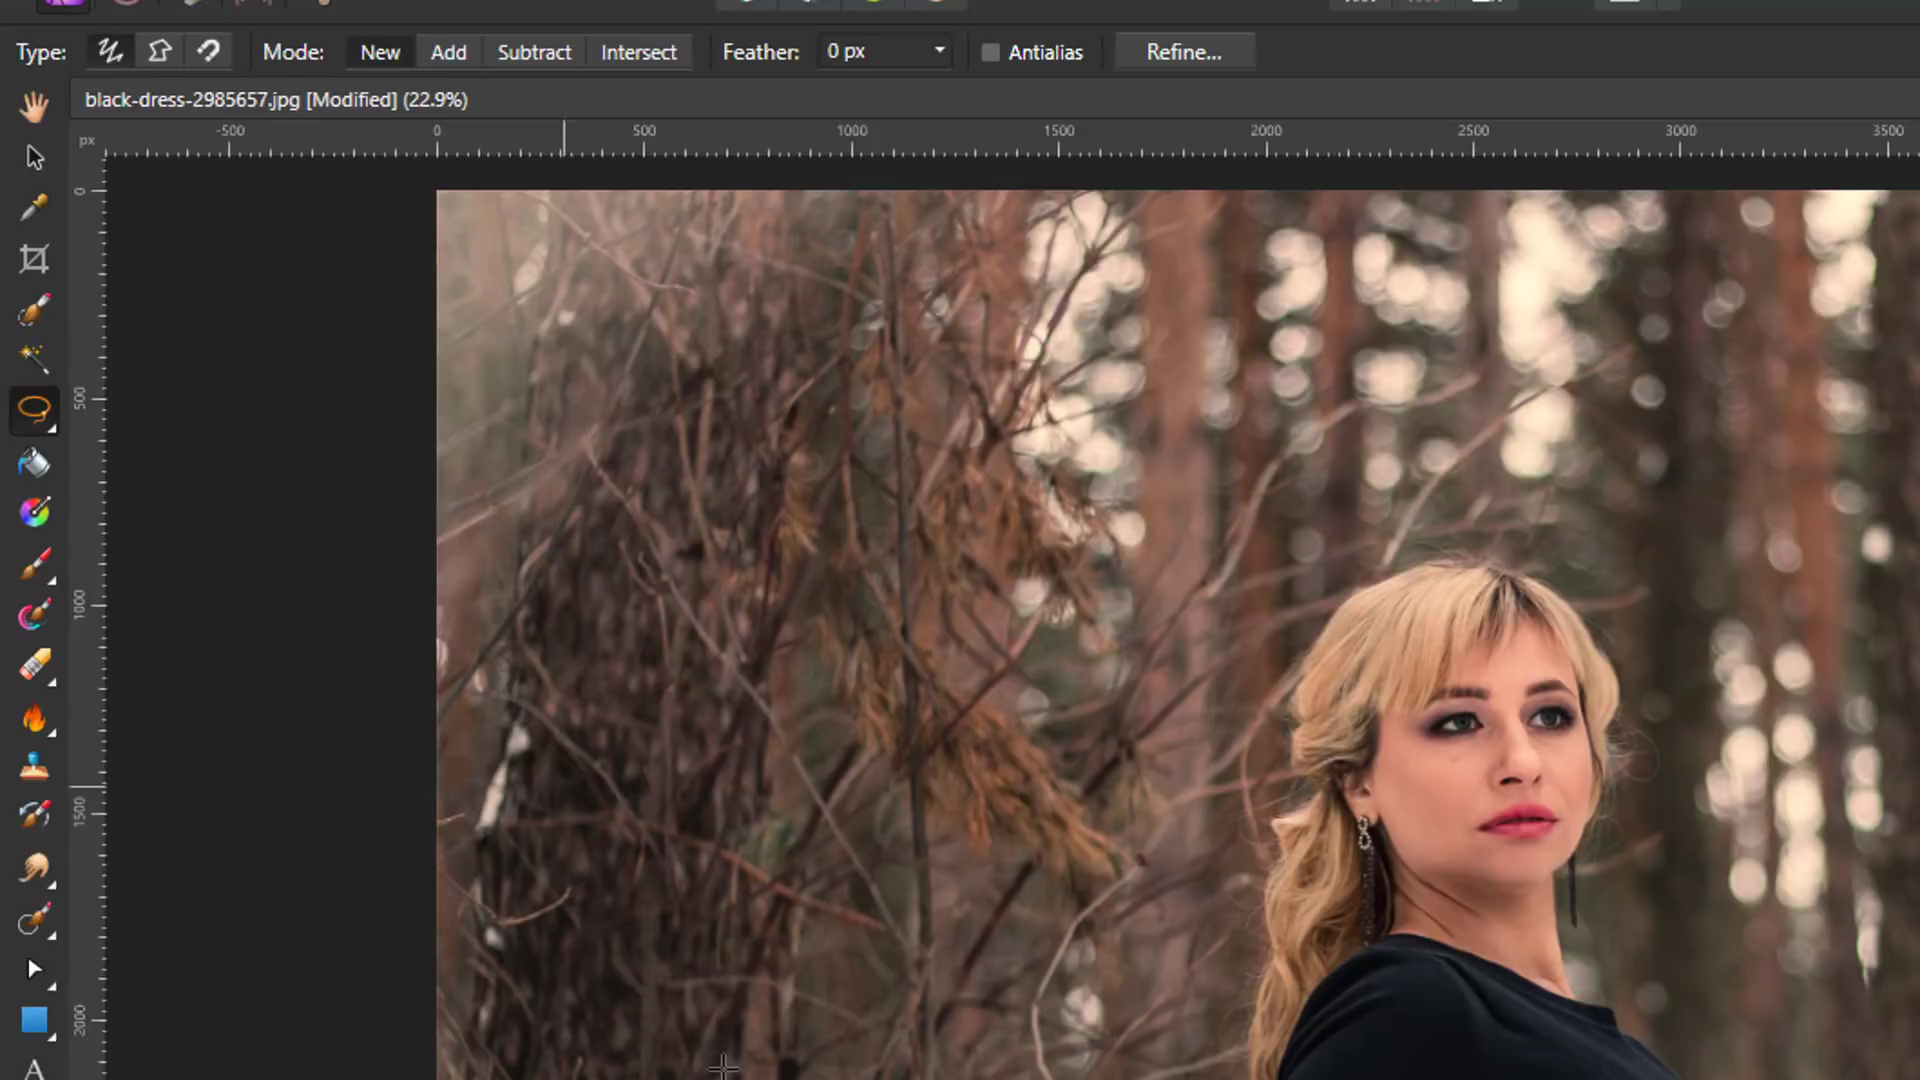 Type: Mode: New Add Subtract Intersect Feather: 0 px Antialias Refine...
black-dress-2985657.jpg [Modified] (22.9%)
px -500 0 500 1000 1500 2000 2500 3000 3500
0
500
1000
1500
2000
A